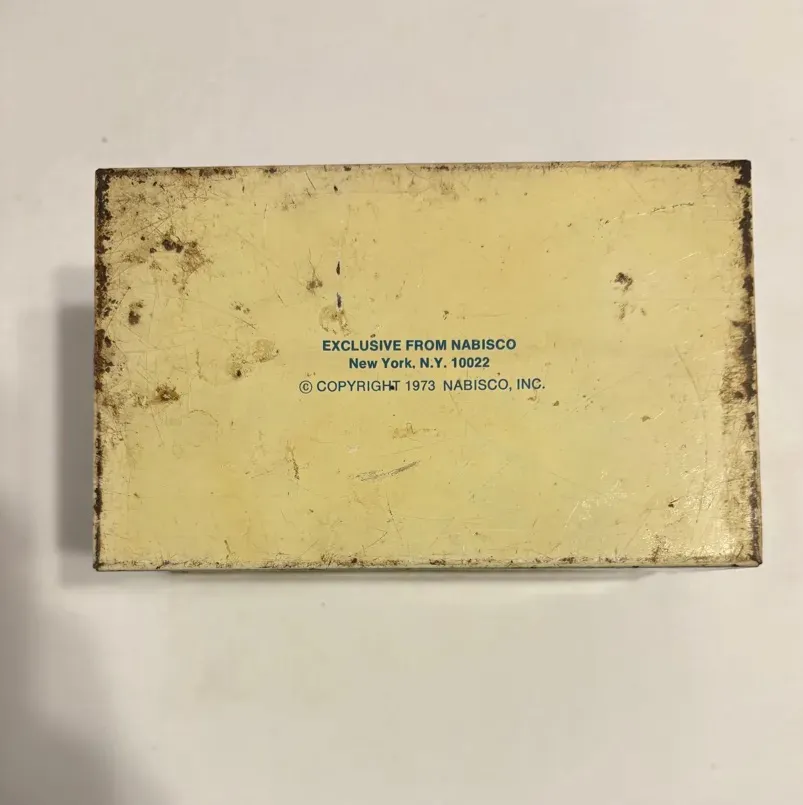 EXCLUSIVE FROM NABISCO
New York, N.Y. 10022
© COPYRIGHT 1973 NABISCO, INC.